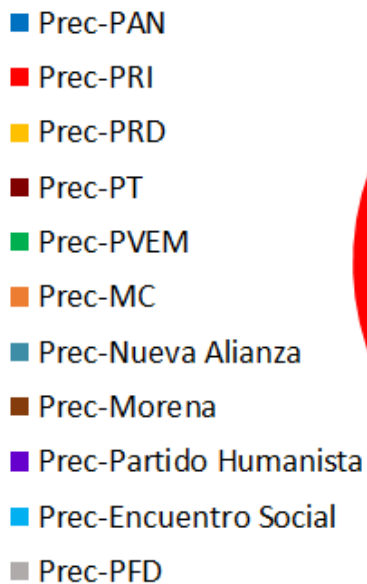 Prec-PAN
Prec-PRI
Prec-PRD
Prec-PT
Prec-PVEM
Prec-MC
Prec-Nueva Alianza
Prec-Morena
Prec-Partido Humanista
Prec-Encuentro Social
Prec-PFD